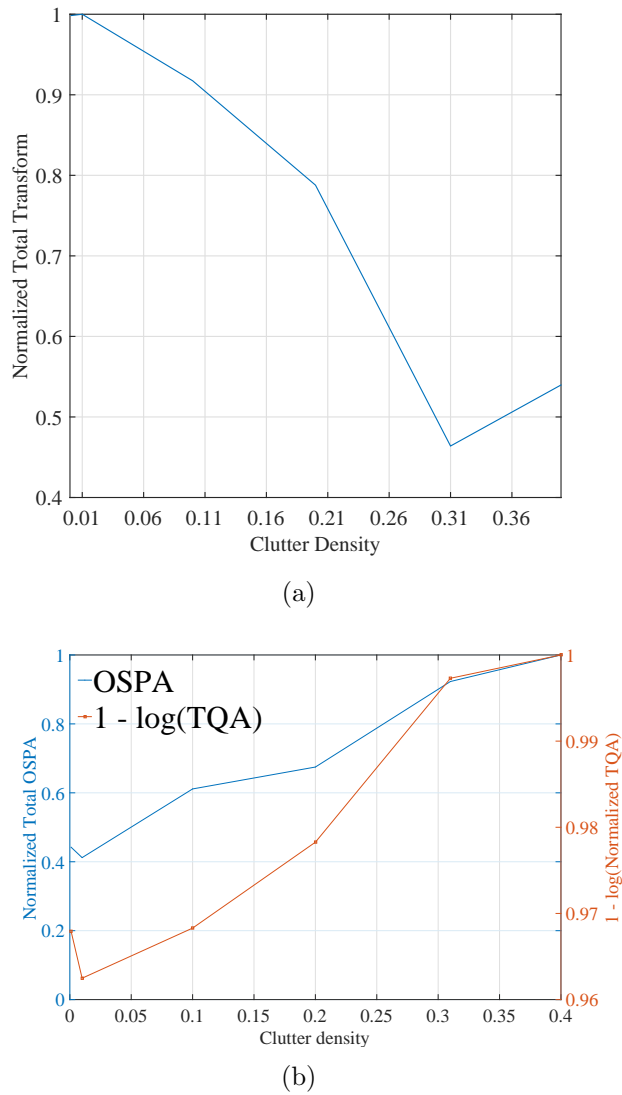 1
0.9
0.8
0.7
0.6
0.5
0.4
Normalized Total Transform
0.01 0.06 0.11 0.16 0.21 0.26 0.31 0.36
Clutter Density
(a)
1
0.8
0.6
0.4
0.2
0
Normalized Total OSPA
OSPA
1 - log(TQA)
1
0.99
0.98
0.97
0.96
1 - log(Normalized TQA)
0 0.05 0.1 0.15 0.2 0.25 0.3 0.35 0.4
Clutter density
(b)